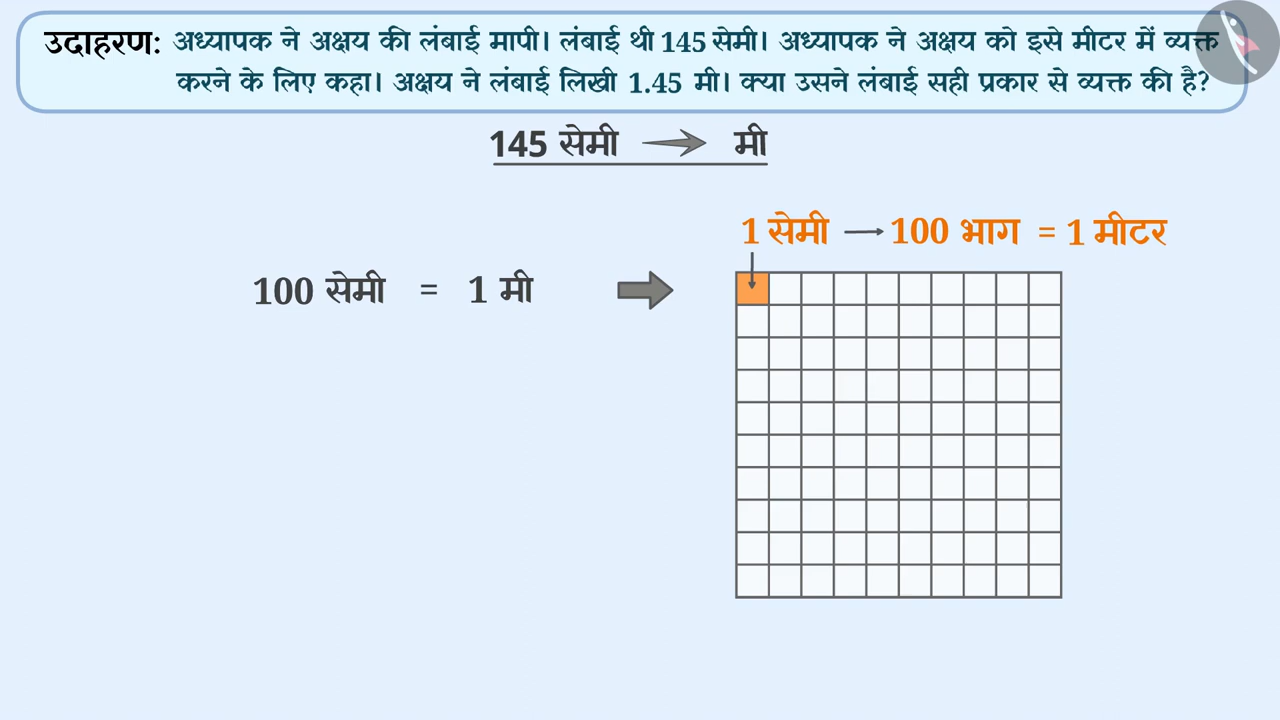 उदाहरण: अध्यापक ने अक्षय की लंबाई मापी। लंबाई थी 145 सेमी। अध्यापक ने अक्षय को इसे मीटर में व्यक्त
करने के लिए कहा। अक्षय ने लंबाई लिखी 1.45 मी। क्या उसने लंबाई सही प्रकार से व्यक्त की है?
145 सेमी → मी
1 सेमी → 100 भाग = 1 मीटर
100 सेमी = 1 मी